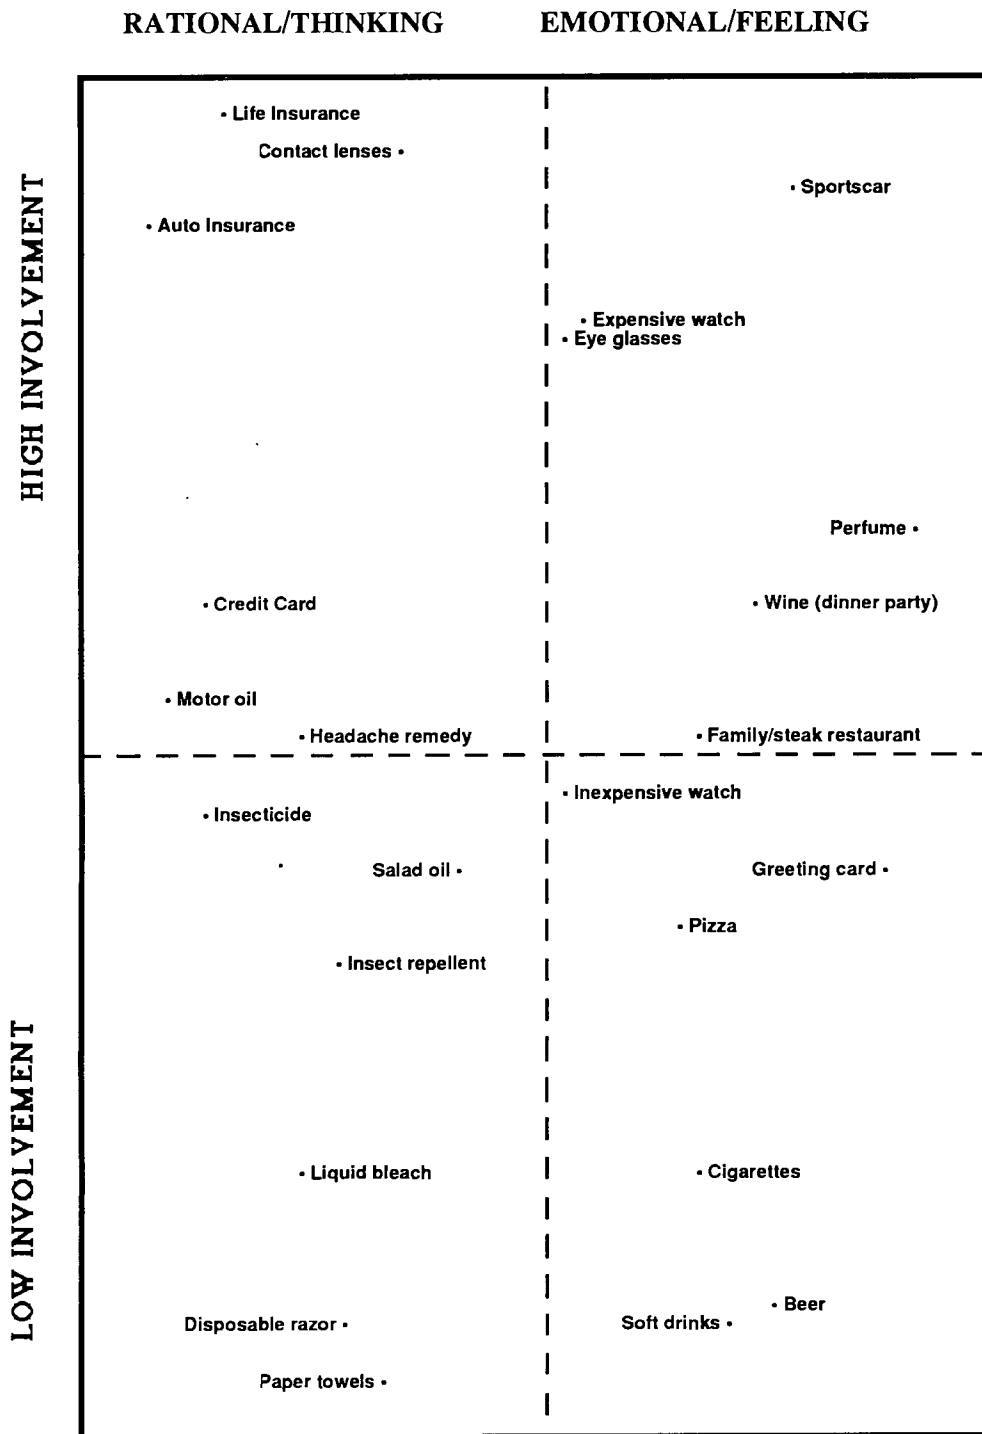 RATIONAL/THINKING EMOTIONAL/FEELING
HIGH INVOLVEMENT
Life Insurance
Contact lenses
Sportscar
Auto Insurance
Expensive watch
Eye glasses
Perfume
Credit Card
Wine (dinner party)
Motor oil
Headache remedy
Family/steak restaurant
LOW INVOLVEMENT
Inexpensive watch
Insecticide
Salad oil
Greeting card
Pizza
Insect repellent
Liquid bleach
Cigarettes
Beer
Disposable razor
Soft drinks
Paper towels